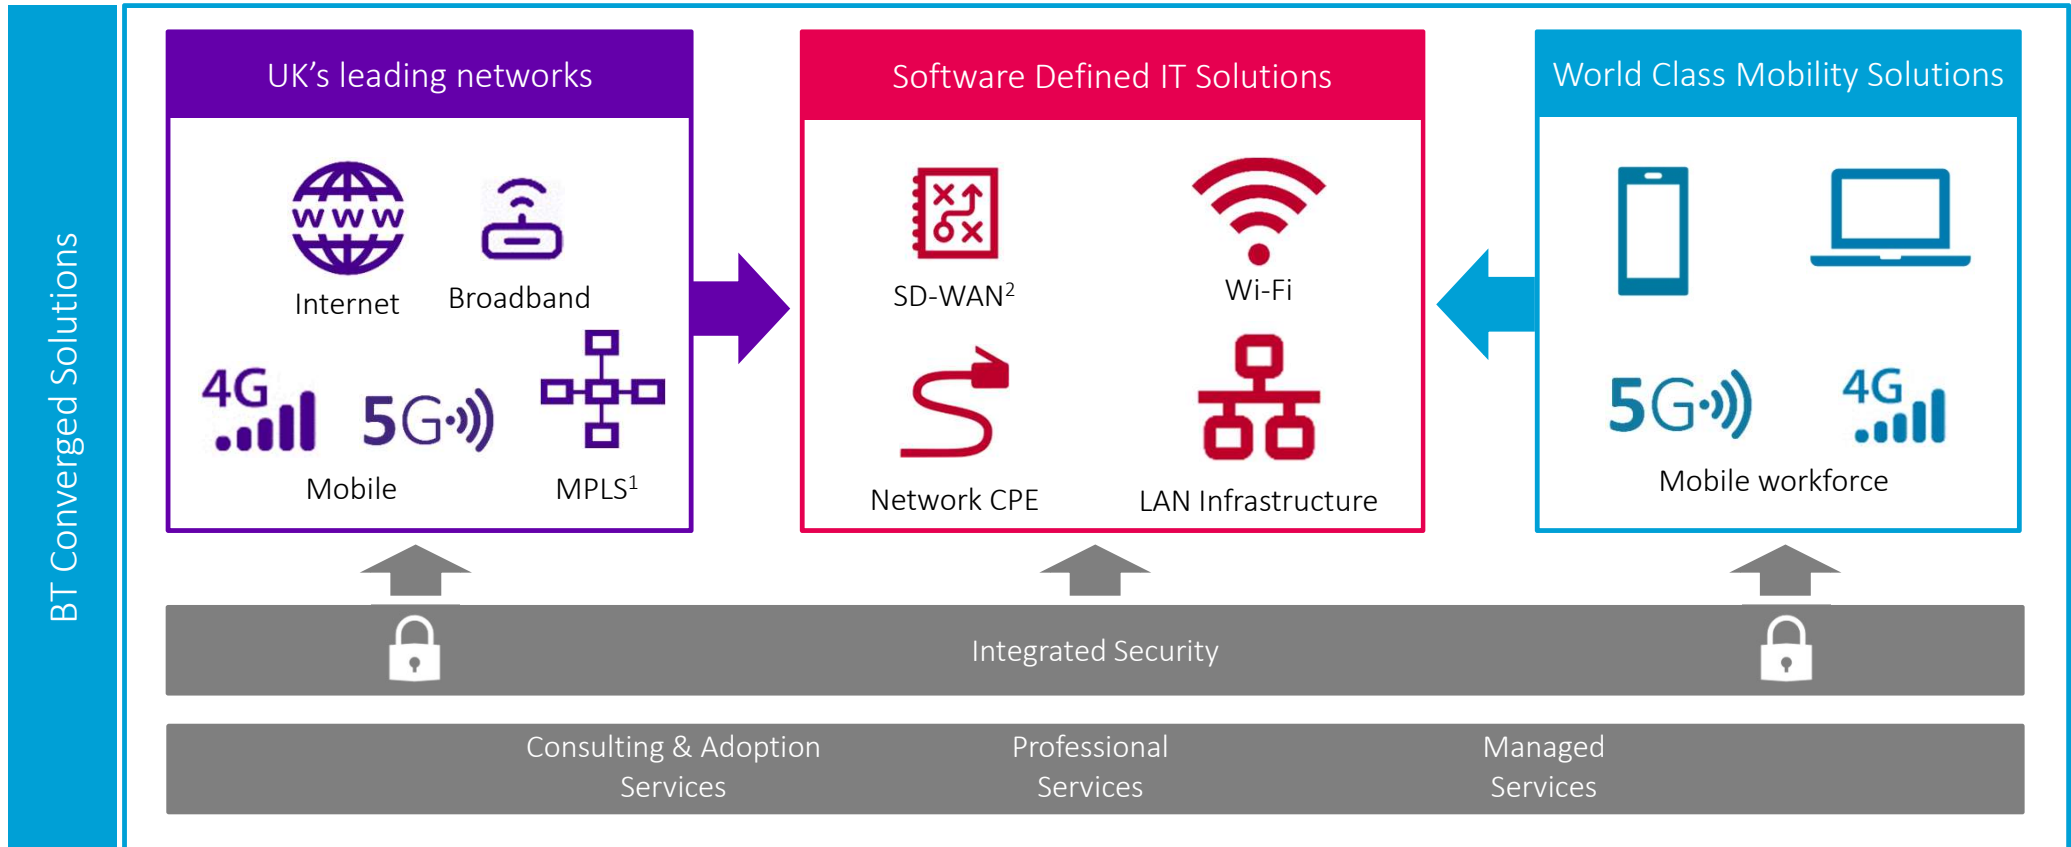 BT Converged Solutions
UK’s leading networks
www
Internet
Broadband
4G
5G
Mobile
MPLS1
Software Defined IT Solutions
SD-WAN2
Wi-Fi
Network CPE
LAN Infrastructure
World Class Mobility Solutions
5G
4G
Mobile workforce
Integrated Security
Consulting & Adoption
Services
Professional
Services
Managed
Services